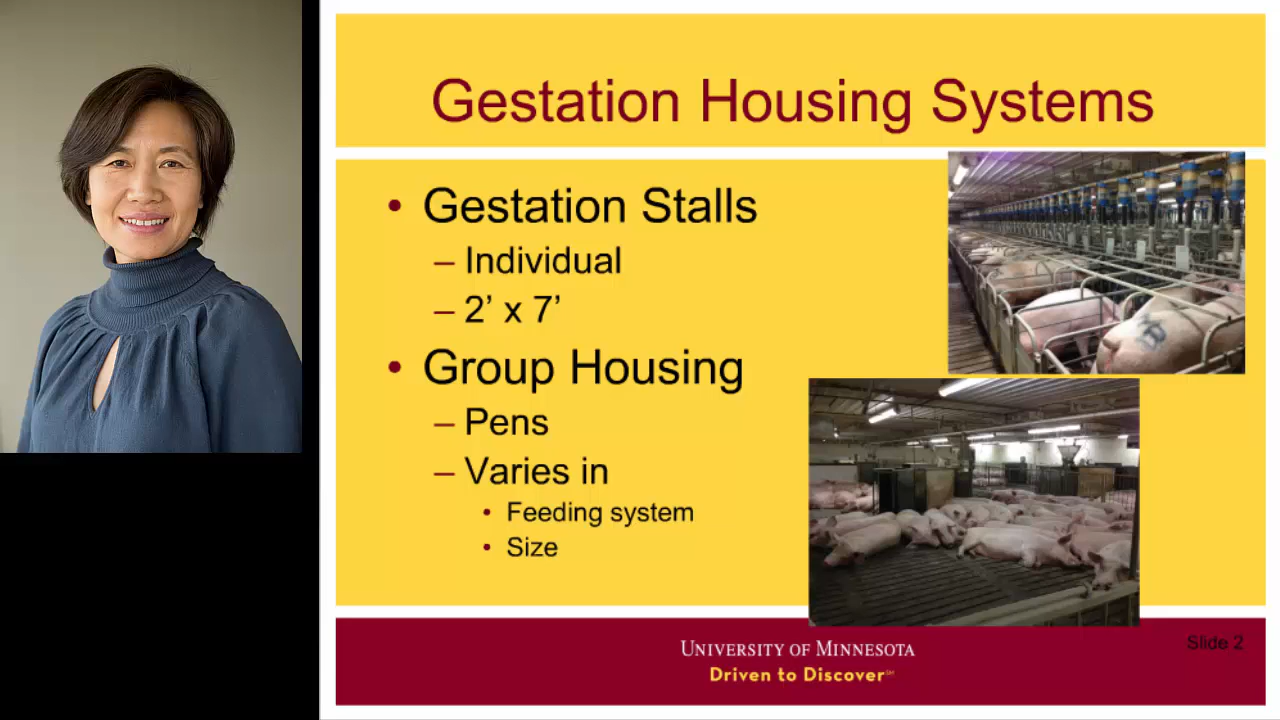 Gestation Housing Systems
• Gestation Stalls
– Individual
– 2’ x 7’
• Group Housing
– Pens
– Varies in
• Feeding system
• Size
UNIVERSITY OF MINNESOTA
Driven to Discover℠
Slide 2